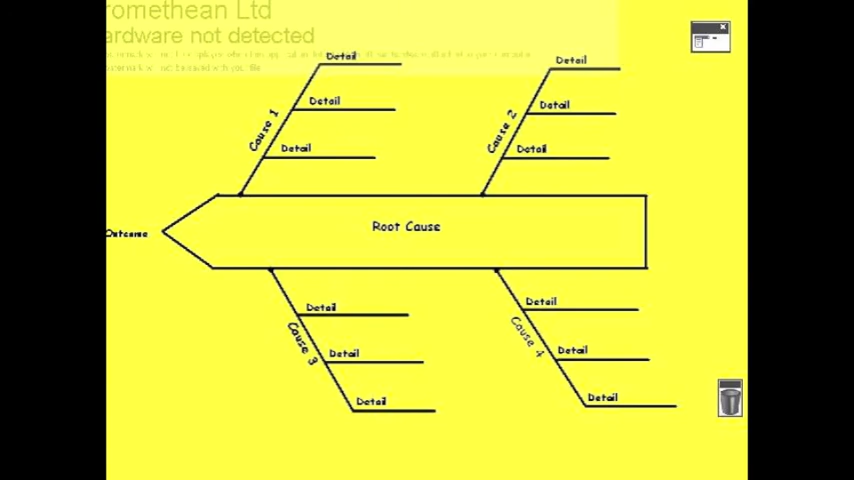 romethean Ltd
ardware not detected
Detail
Detail
Detail
Cause 1
Detail
Detail
Detail
Cause 2
Outcome
Root Cause
Detail
Detail
Detail
Cause 3
Detail
Detail
Detail
Cause 4